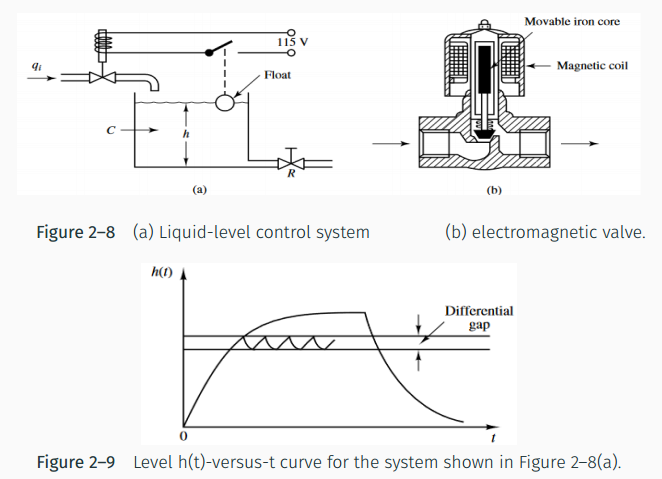 Movable iron core
115 V
qi
Float
Magnetic coil
C
h
R
(a)
(b)
Figure 2–8 (a) Liquid-level control system (b) electromagnetic valve.
h(t)
Differential
gap
0
t
Figure 2–9 Level h(t)-versus-t curve for the system shown in Figure 2–8(a).